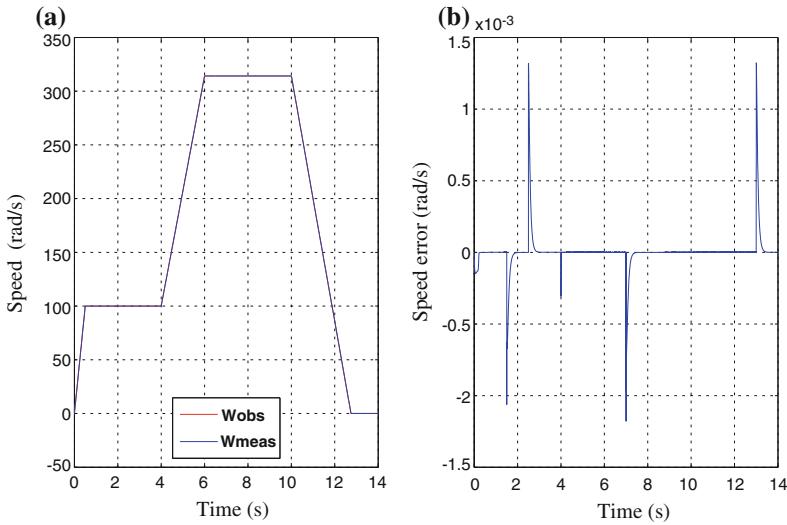 (a)
350
300
250
200
150
100
50
0
-50
Speed (rad/s)
Wobs
Wmeas
0 2 4 6 8 10 12 14
Time (s)
(b)
x10-3
1.5
1
0.5
0
-0.5
-1
-2
-1.5
Speed error (rad/s)
0 2 4 6 8 10 12 14
Time (s)